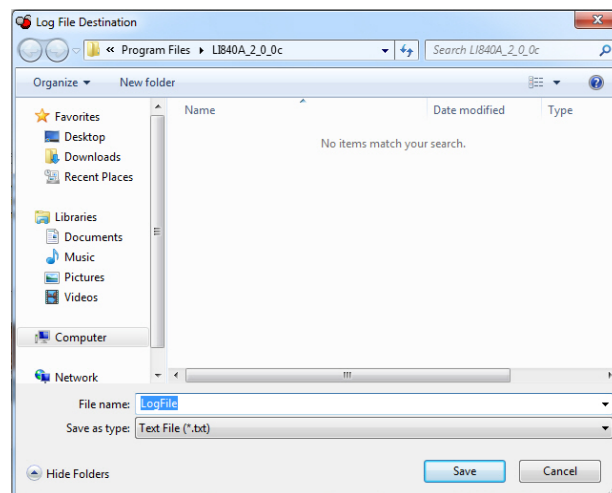 Log File Destination
« Program Files LI840A_2_0_0c
Search LI840A_2_0_0c
Organize New folder
Name Date modified Type
No items match your search.
Favorites
Desktop
Downloads
Recent Places
Libraries
Documents
Music
Pictures
Videos
Computer
Network
File name: LogFile
Save as type: Text File (*.txt)
Hide Folders Save Cancel